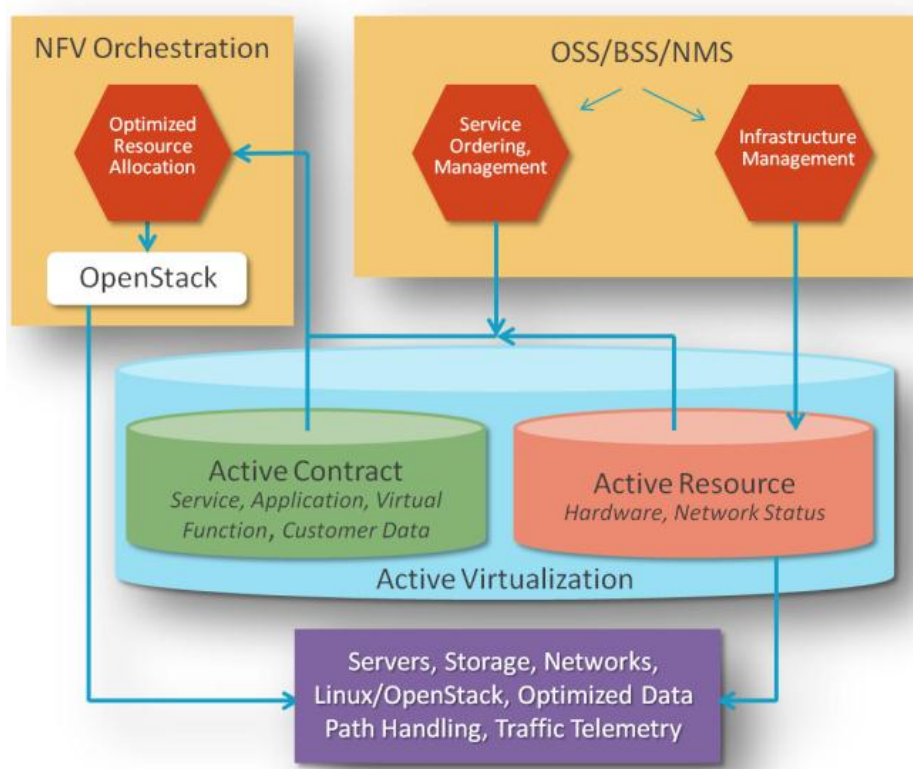 NFV Orchestration
Optimized
Resource
Allocation
OpenStack
OSS/BSS/NMS
Service
Ordering,
Management
Infrastructure
Management
Active Contract
Service, Application, Virtual
Function, Customer Data
Active Resource
Hardware, Network Status
Active Virtualization
Servers, Storage, Networks,
Linux/OpenStack, Optimized Data
Path Handling, Traffic Telemetry